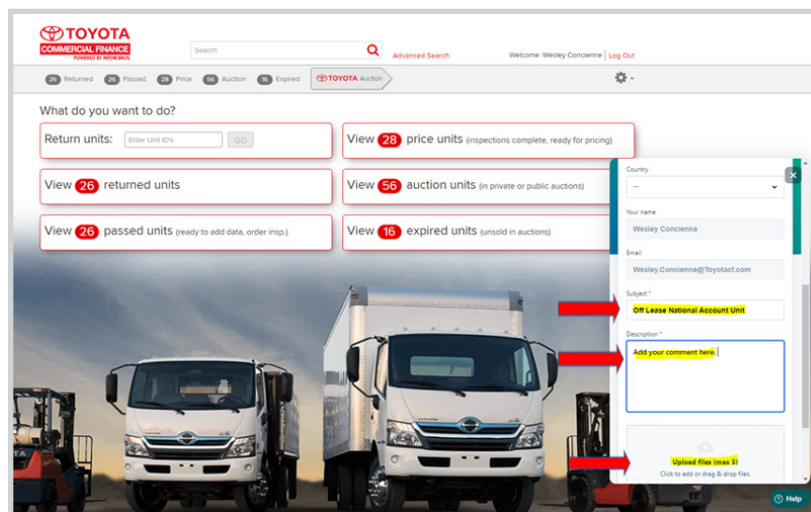 TOYOTA
COMMERCIAL FINANCE
Search
Advanced Search
Welcome: Wesley Concienne | Log Out
26 Returned 26 Passed 28 Price 56 Auction 16 Expired TOYOTA Auction
What do you want to do?
Return units: Enter Unit ID's GO
View 28 price units (inspections complete, ready for pricing)
View 26 returned units
View 56 auction units (in private or public auctions)
View 26 passed units (ready to add data, order insp.)
View 16 expired units (unsold in auctions)
Country
--
Your name
Wesley Concienne
Email
Wesley.Concienne@Toyotacf.com
Subject *
Off Lease National Account Unit
Description *
Add your comment here.
Upload files (max 5)
Click to add or drag & drop files.
Help